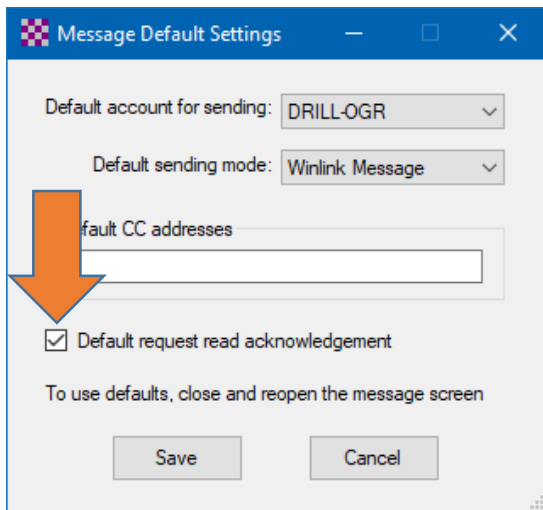 Message Default Settings
Default account for sending: DRILL-OGR
Default sending mode: Winlink Message
fault CC addresses
Default request read acknowledgement
To use defaults, close and reopen the message screen
Save Cancel